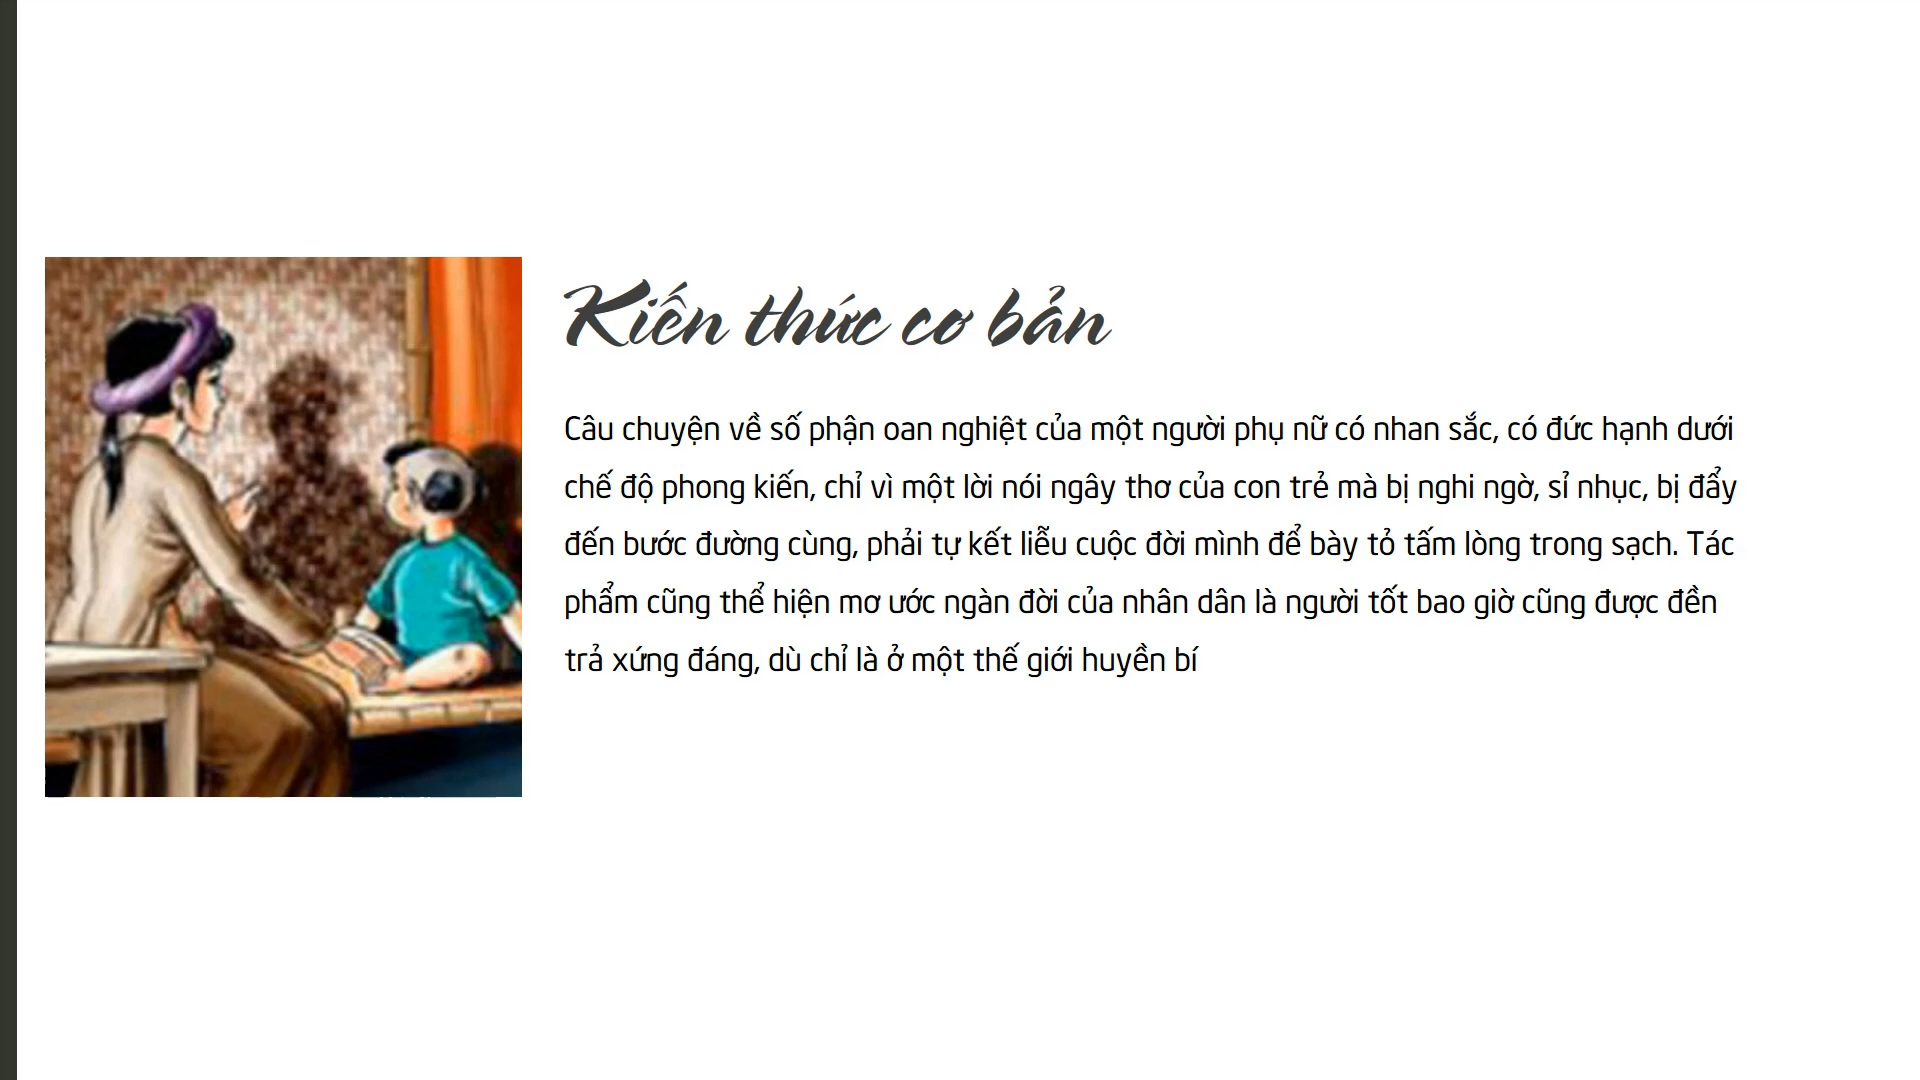 Kiến thức cơ bản
Câu chuyện về số phận oan nghiệt của một người phụ nữ có nhan sắc, có đức hạnh dưới
chế độ phong kiến, chỉ vì một lời nói ngây thơ của con trẻ mà bị nghi ngờ, sỉ nhục, bị đẩy
đến bước đường cùng, phải tự kết liễu cuộc đời mình để bày tỏ tấm lòng trong sạch. Tác
phẩm cũng thể hiện mơ ước ngàn đời của nhân dân là người tốt bao giờ cũng được đền
trả xứng đáng, dù chỉ là ở một thế giới huyền bí